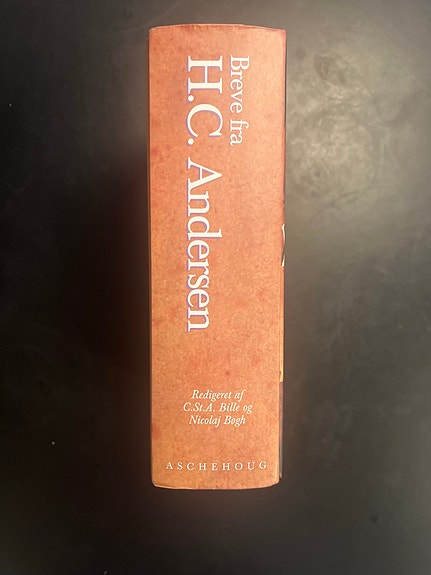 Breve fra
H.C. Andersen
Redigeret af
C.St.A. Bille og
Nicolaj Bøgh
ASCHEHOUG